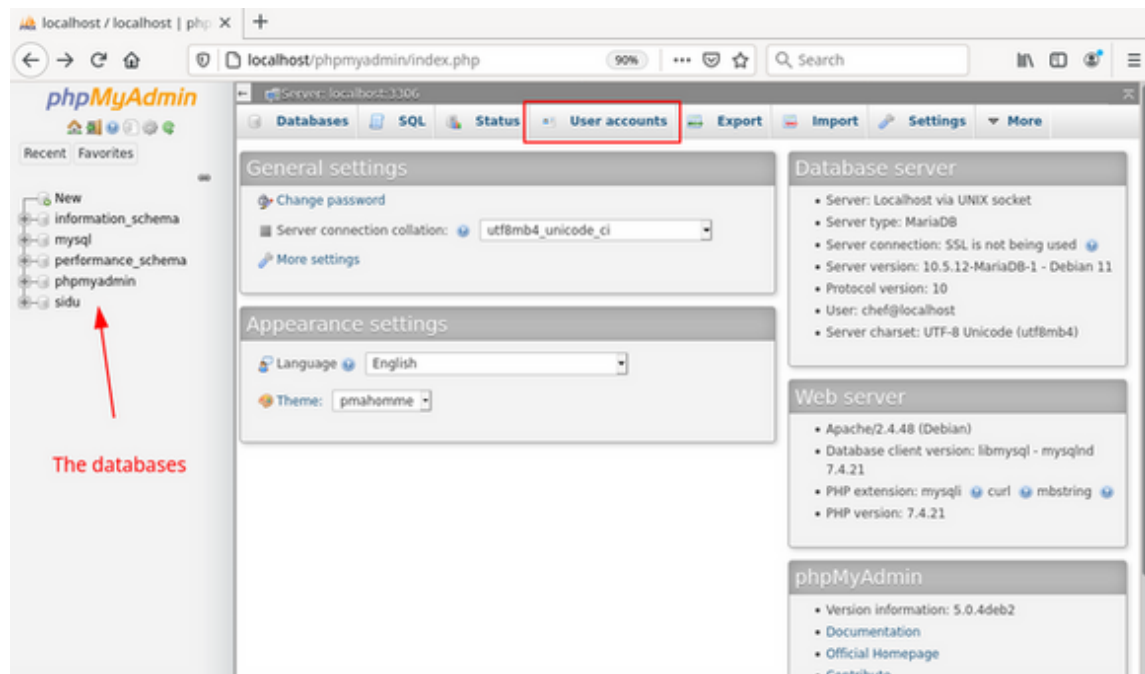 localhost / localhost | php
localhost/phpmyadmin/index.php
90%
Search
phpMyAdmin
Recent Favorites
New
information_schema
mysql
performance_schema
phpmyadmin
sidu
The databases
Server: localhost:3306
Databases SQL Status User accounts Export Import Settings More
General settings
Change password
Server connection collation: utf8mb4_unicode_ci
More settings
Appearance settings
Language English
Theme: pmahomme
Database server
• Server: Localhost via UNIX socket
• Server type: MariaDB
• Server connection: SSL is not being used
• Server version: 10.5.12-MariaDB-1 - Debian 11
• Protocol version: 10
• User: chef@localhost
• Server charset: UTF-8 Unicode (utf8mb4)
Web server
• Apache/2.4.48 (Debian)
• Database client version: libmysql - mysqlnd
7.4.21
• PHP extension: mysqli curl mbstring
• PHP version: 7.4.21
phpMyAdmin
• Version information: 5.0.4deb2
• Documentation
• Official Homepage